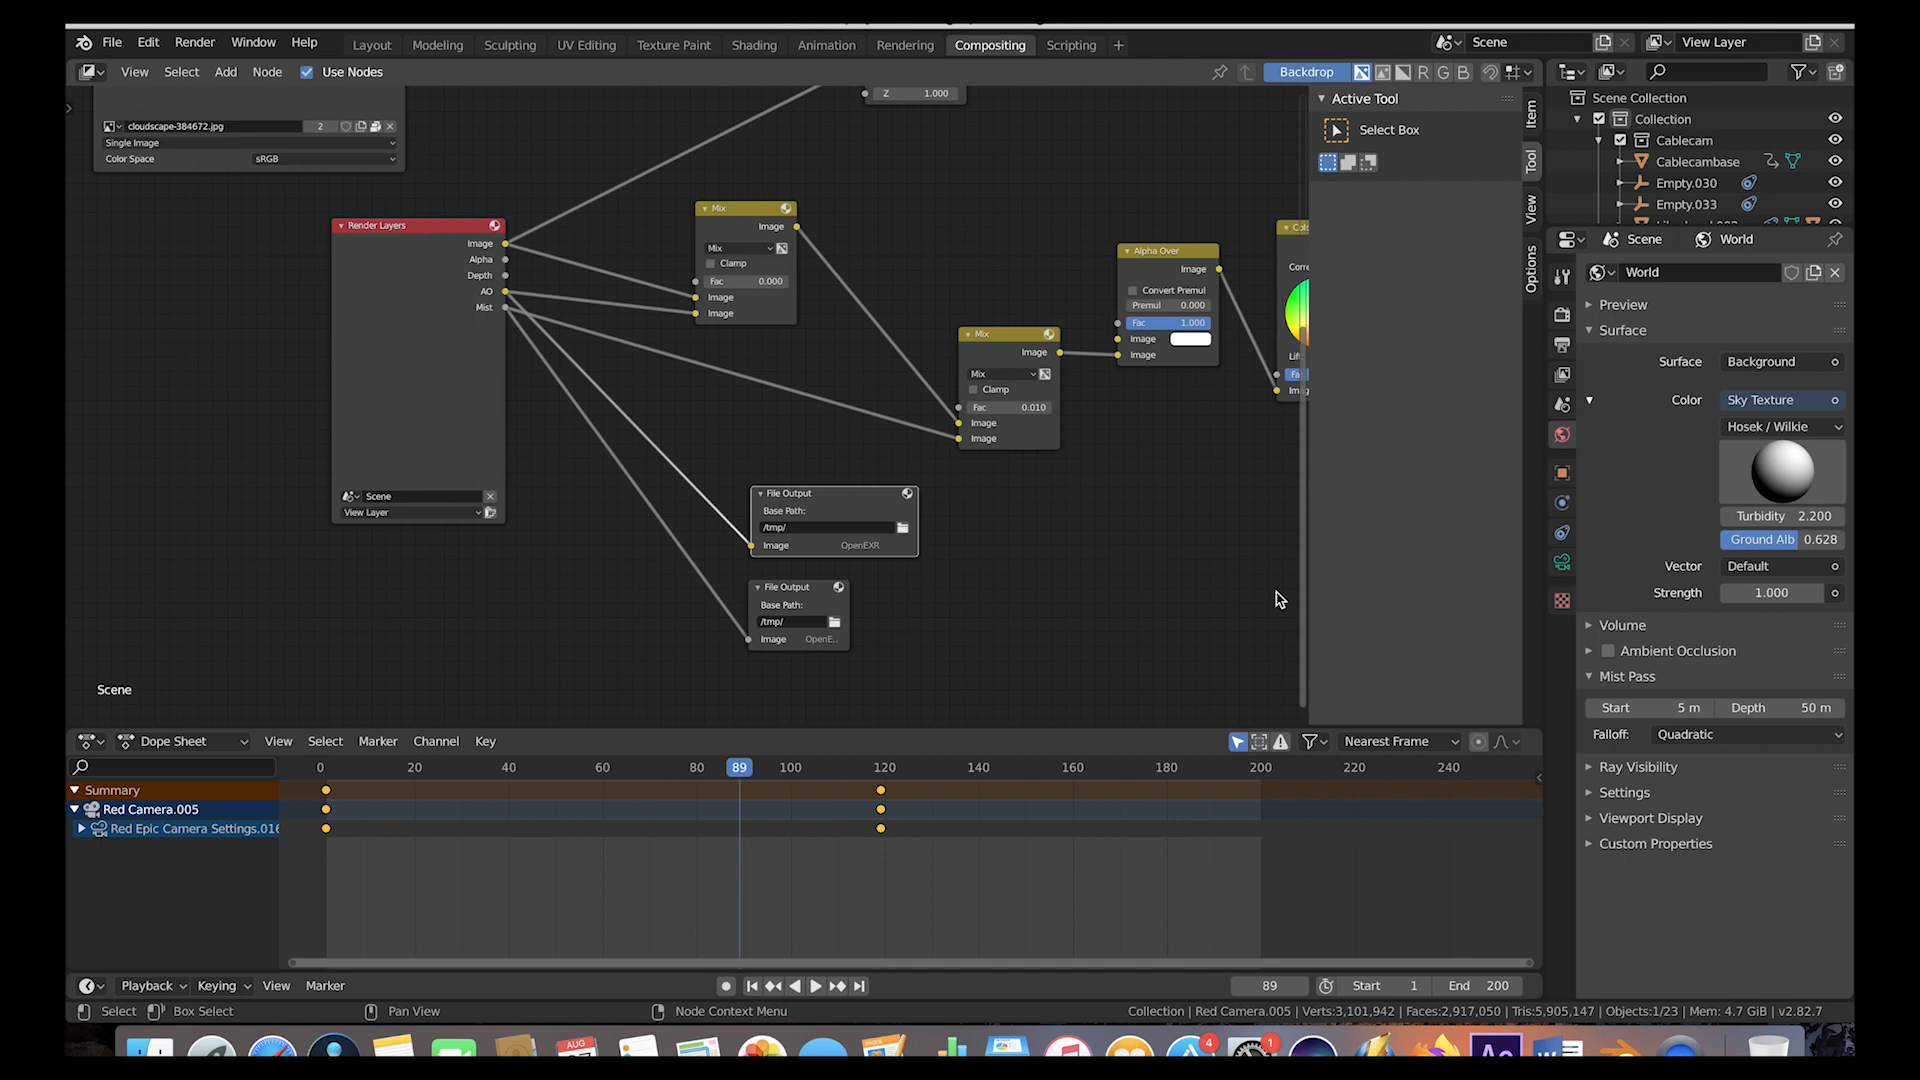 File Edit Render Window Help Layout Modeling Sculpting UV Editing Texture Paint Shading Animation Rendering Compositing Scripting + Scene View Layer
View Select Add Node Use Nodes Backdrop R G B
Z 1.000
cloudscape-384672.jpg 2
Single Image
Color Space sRGB
Render Layers
Image
Alpha
Depth
AO
Mist
Scene
View Layer
Mix
Image
Mix
Clamp
Fac 0.000
Image
Image
Mix
Image
Mix
Clamp
Fac 0.010
Image
Image
Alpha Over
Image
Convert Premul
Premul 0.000
Fac 1.000
Image
Image
File Output
Base Path:
/tmp/
Image OpenEXR
File Output
Base Path:
/tmp/
Image OpenE..
Scene
Active Tool
Select Box
Item
Tool
View
Options
Scene Collection
Collection
Cablecam
Cablecambase
Empty.030
Empty.033
Scene World
World
Preview
Surface
Surface Background
Color Sky Texture
Hosek / Wilkie
Turbidity 2.200
Ground Alb 0.628
Vector Default
Strength 1.000
Volume
Ambient Occlusion
Mist Pass
Start 5 m Depth 50 m
Falloff: Quadratic
Ray Visibility
Settings
Viewport Display
Custom Properties
Dope Sheet View Select Marker Channel Key Nearest Frame
0 20 40 60 80 89 100 120 140 160 180 200 220 240
Summary
Red Camera.005
Red Epic Camera Settings.016
Playback Keying View Marker 89 Start 1 End 200
Select Box Select Pan View Node Context Menu Collection | Red Camera.005 | Verts:3,101,942 | Faces:2,917,050 | Tris:5,905,147 | Objects:1/23 | Mem: 4.7 GiB | v2.82.7
AUG
4
1